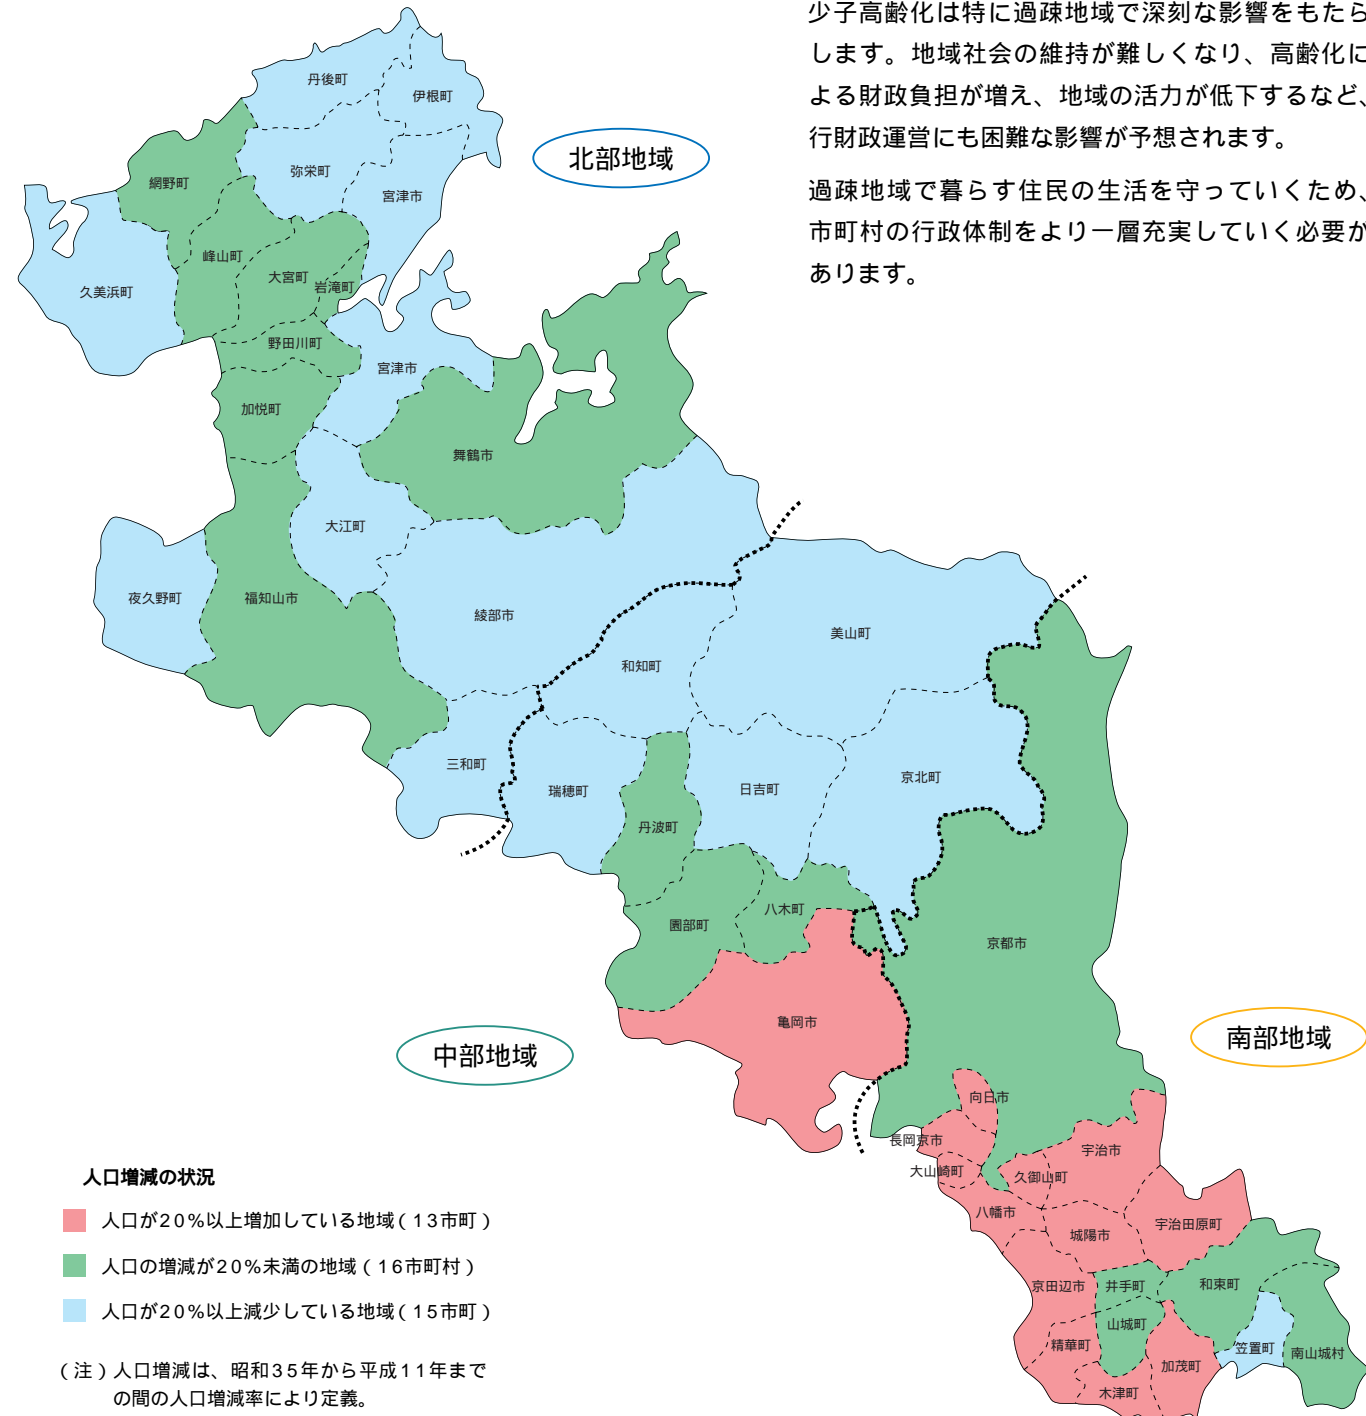 少子高齢化は特に過疎地域で深刻な影響をもたら
します。地域社会の維持が難しくなり、高齢化に
よる財政負担が増え、地域の活力が低下するなど、
行財政運営にも困難な影響が予想されます。
過疎地域で暮らす住民の生活を守っていくため、
市町村の行政体制をより一層充実していく必要が
あります。
北部地域
丹後町
伊根町
弥栄町
網野町
宮津市
峰山町
大宮町
岩滝町
久美浜町
野田川町
宮津市
加悦町
舞鶴市
大江町
夜久野町
福知山市
綾部市
美山町
和知町
三和町
瑞穂町
日吉町
京北町
丹波町
八木町
園部町
京都市
亀岡市
中部地域
南部地域
向日市
長岡京市
宇治市
大山崎町
久御山町
八幡市
城陽市
宇治田原町
京田辺市
井手町
和束町
山城町
精華町
加茂町
笠置町
南山城村
木津町
人口増減の状況
人口が20%以上増加している地域(13市町)
人口の増減が20%未満の地域(16市町村)
人口が20%以上減少している地域(15市町)
(注)人口増減は、昭和35年から平成11年まで
の間の人口増減率により定義。